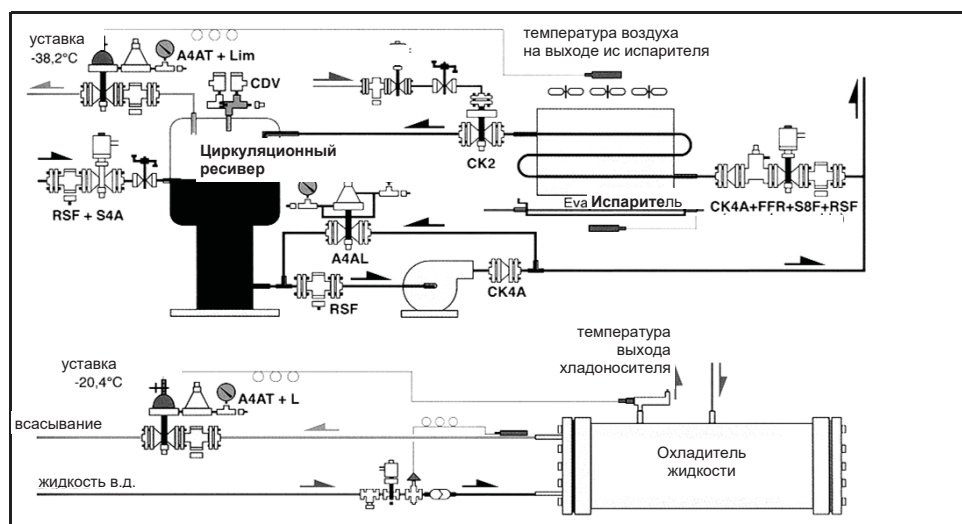 уставка
-38,2°C
A4AT + Lim
CDV
температура воздуха
на выходе ис испарителя
Циркуляционный
ресивер
CK2
RSF + S4A
Eva Испаритель
CK4A+FFR+S8F+RSF
A4AL
RSF
CK4A
температура
выхода
хладоносителя
уставка
-20,4°C
A4AT + L
всасывание
Охладитель
жидкости
жидкость в.д.